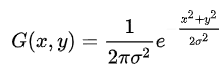 G(x, y) = \frac{1}{2\pi\sigma^2} e^{\frac{x^2+y^2}{2\sigma^2}}